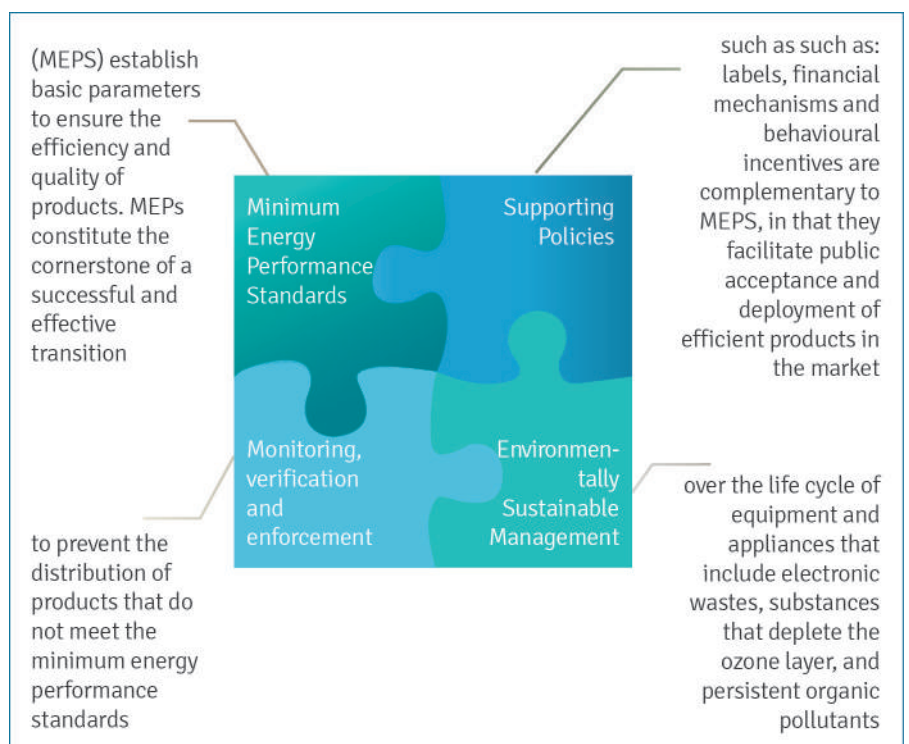 (MEPS) establish
basic parameters
to ensure the
efficiency and
quality of
products. MEPs
constitute the
cornerstone of a
successful and
effective
transition
such as such as:
labels, financial
mechanisms and
behavioural
incentives are
complementary to
MEPS, in that they
facilitate public
acceptance and
deployment of
efficient products in
the market
Minimum
Energy
Performance
Standards
Supporting
Policies
Monitoring,
verification
and
enforcement
Environmen-
tally
Sustainable
Management
to prevent the
distribution of
products that do
not meet the
minimum energy
performance
standards
over the life cycle of
equipment and
appliances that
include electronic
wastes, substances
that deplete the
ozone layer, and
persistent organic
pollutants